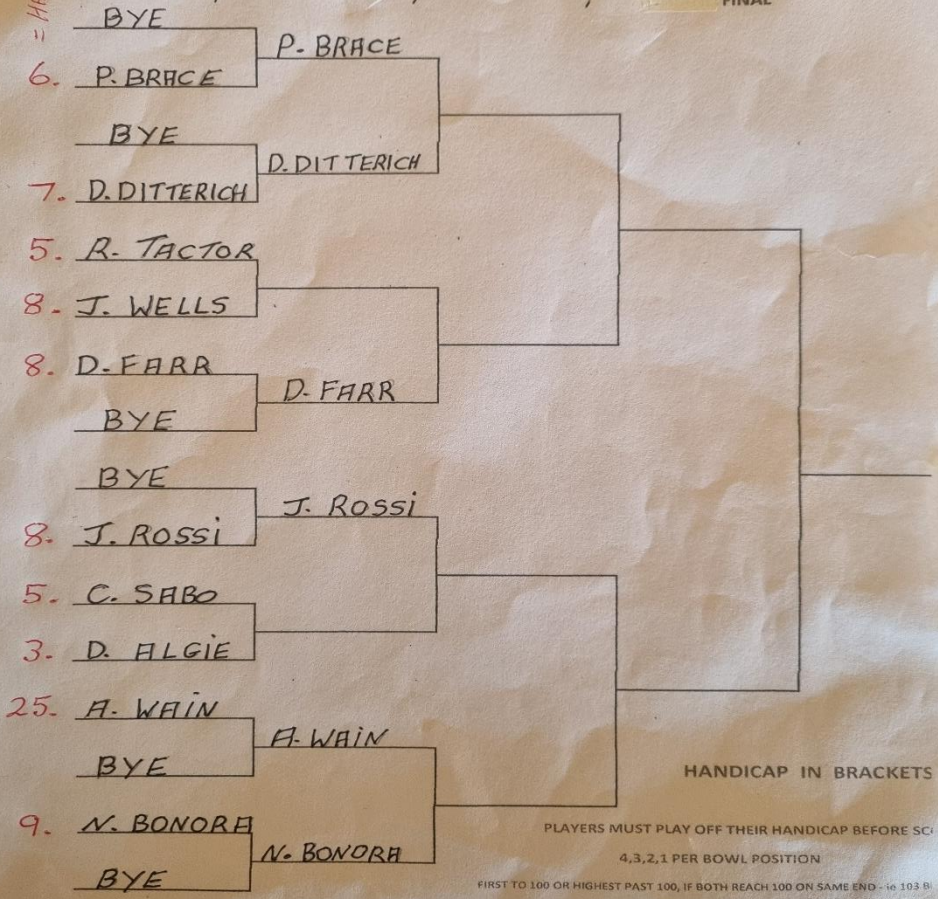 FINAL
BYE
P. BRACE
6. P. BRACE
BYE
D. DITTERICH
7. D. DITTERICH
5. R. TACTOR
8. J. WELLS
8. D. FARR
D. FARR
BYE
BYE
J. ROSSi
8. J. ROSSi
5. C. SABO
3. D. ALGiE
25. A. WAiN
A. WAiN
BYE
HANDICAP IN BRACKETS
9. N. BONORA
PLAYERS MUST PLAY OFF THEIR HANDICAP BEFORE
N. BONORA
4,3,2,1 PER BOWL POSITION
BYE
FIRST TO 100 OR HIGHEST PAST 100, IF BOTH REACH 100 ON SAME END - ie 103